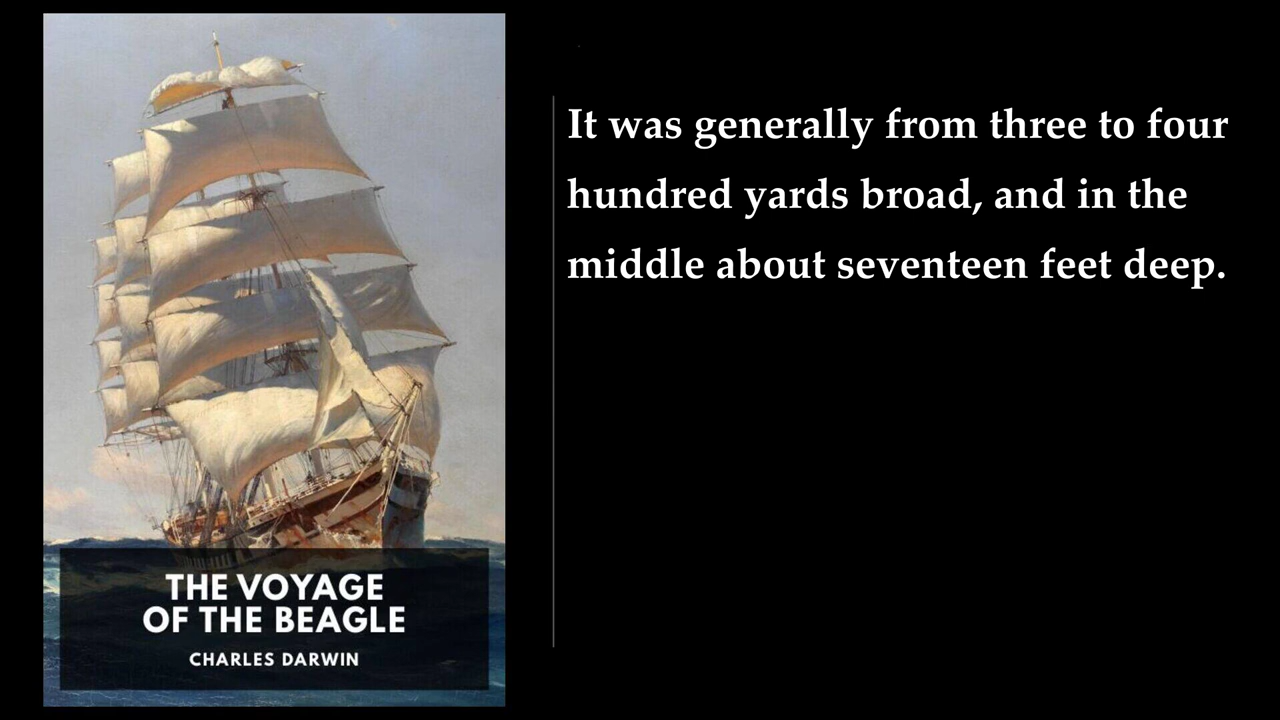 It was generally from three to four
hundred yards broad, and in the
middle about seventeen feet deep.
THE VOYAGE
OF THE BEAGLE
CHARLES DARWIN